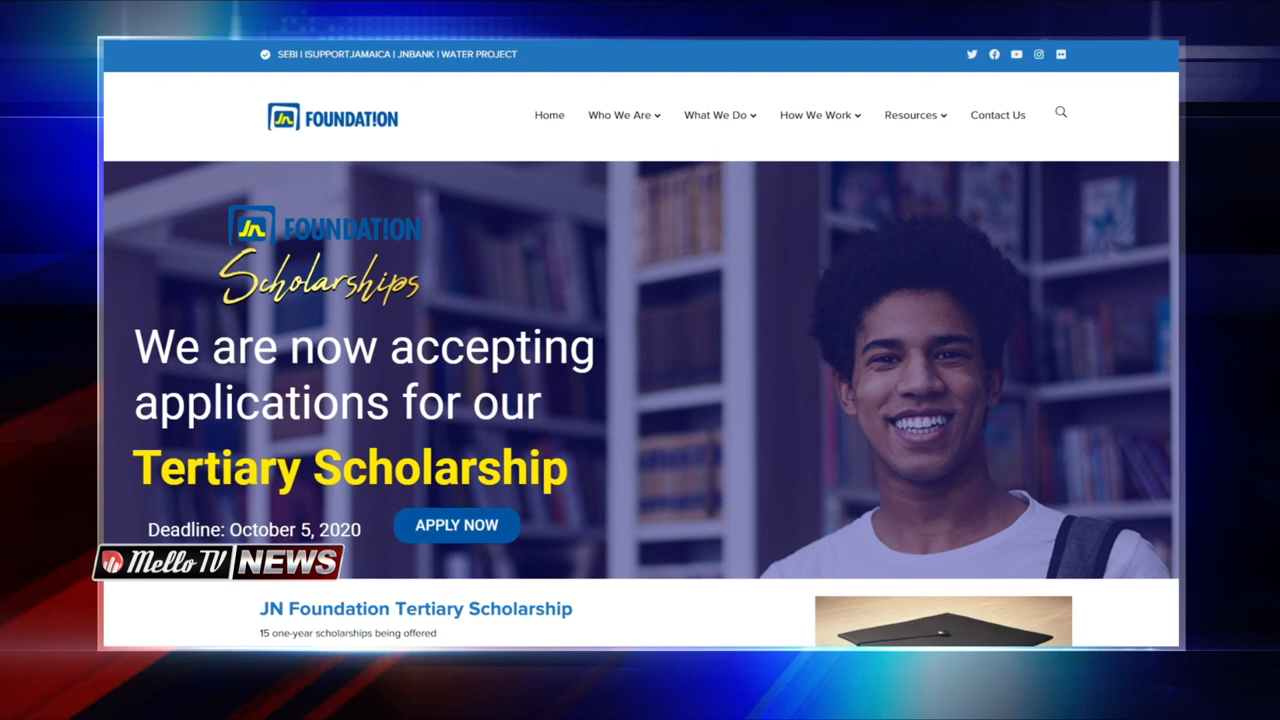 SEBI | ISUPPORTJAMAICA | JNBANK | WATER PROJECT
JN FOUNDATION
Home Who We Are What We Do How We Work Resources Contact Us
JN FOUNDATION
Scholarships
We are now accepting
applications for our
Tertiary Scholarship
Deadline: October 5, 2020 APPLY NOW
Mello TV NEWS
JN Foundation Tertiary Scholarship
15 one-year scholarships being offered